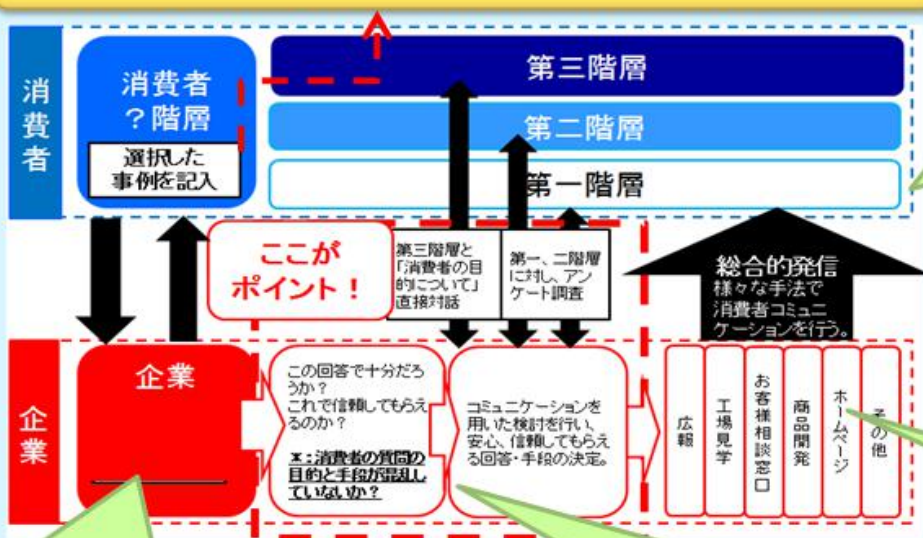 消費者
消費者
？階層
選択した
事例を記入
第三階層
第二階層
第一階層
ここが
ポイント！
第三階層と
「消費者の目
的について」
直接対話
第一、二階層
に対し、アン
ケート調査
総合的発信
様々な手法で
消費者コミュニ
ケーションを行う。
企業
企業
この回答で十分だろ
うか？
これで信頼してもらえ
るのか？
※：消費者の質問の
目的と手段が混乱し
ていないか？
コミュニケーションを
用いた検討を行い、
安心、信頼してもらえ
る回答・手段の決定。
広報
工場見学
お客様相談窓口
商品開発
ホームページ
その他